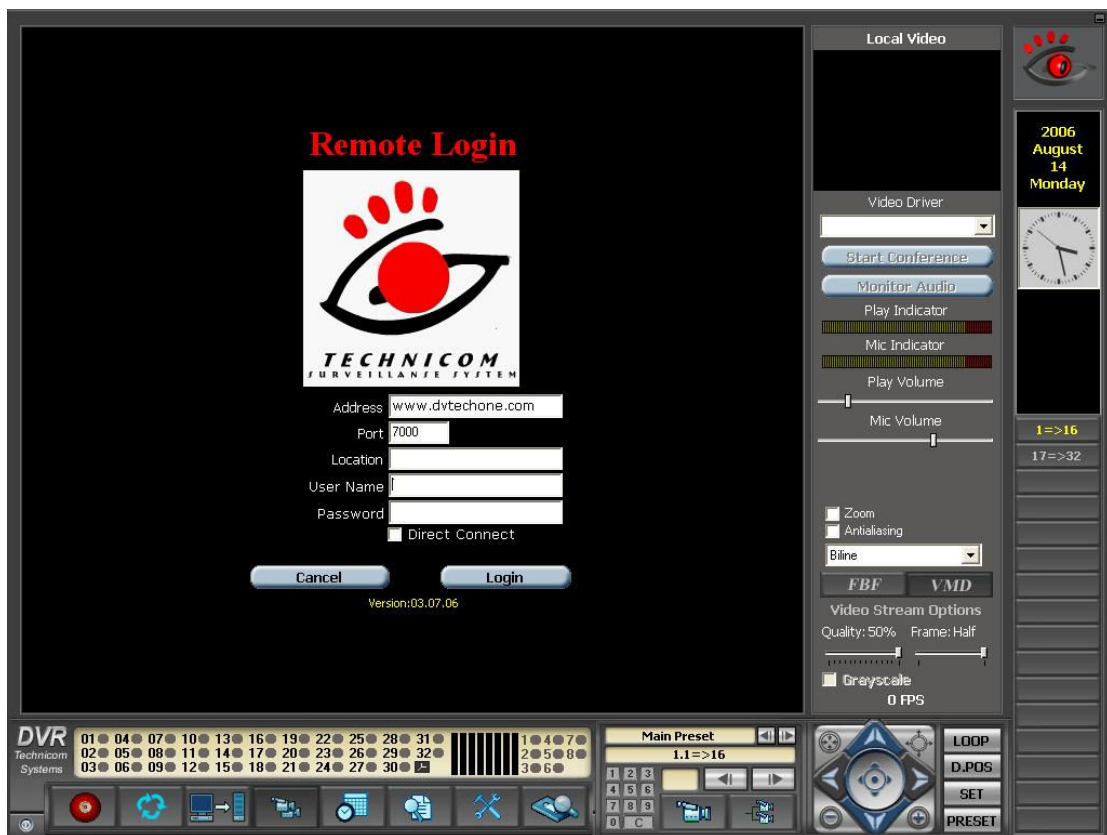 Remote Login
TECHNICOM
SURVEILLANSE SYSTEM
Address www.dvtechone.com
Port 7000
Location
User Name
Password
Direct Connect
Cancel Login
Version:03.07.06
Local Video
Video Driver
Start Conference
Monitor Audio
Play Indicator
Mic Indicator
Play Volume
Mic Volume
Zoom
Antialiasing
Biline
FBF VMD
Video Stream Options
Quality: 50% Frame: Half
Grayscale
0 FPS
2006
August
14
Monday
1=>16
17=>32
DVR
Technicom
Systems
01 04 07 10 13 16 19 22 25 28 31
02 05 08 11 14 17 20 23 26 29 32
03 06 09 12 15 18 21 24 27 30
1 4 7
2 5 8
3 6
Main Preset
1.1=>16
1 2 3
4 5 6
7 8 9
0 C
LOOP
D.POS
SET
PRESET